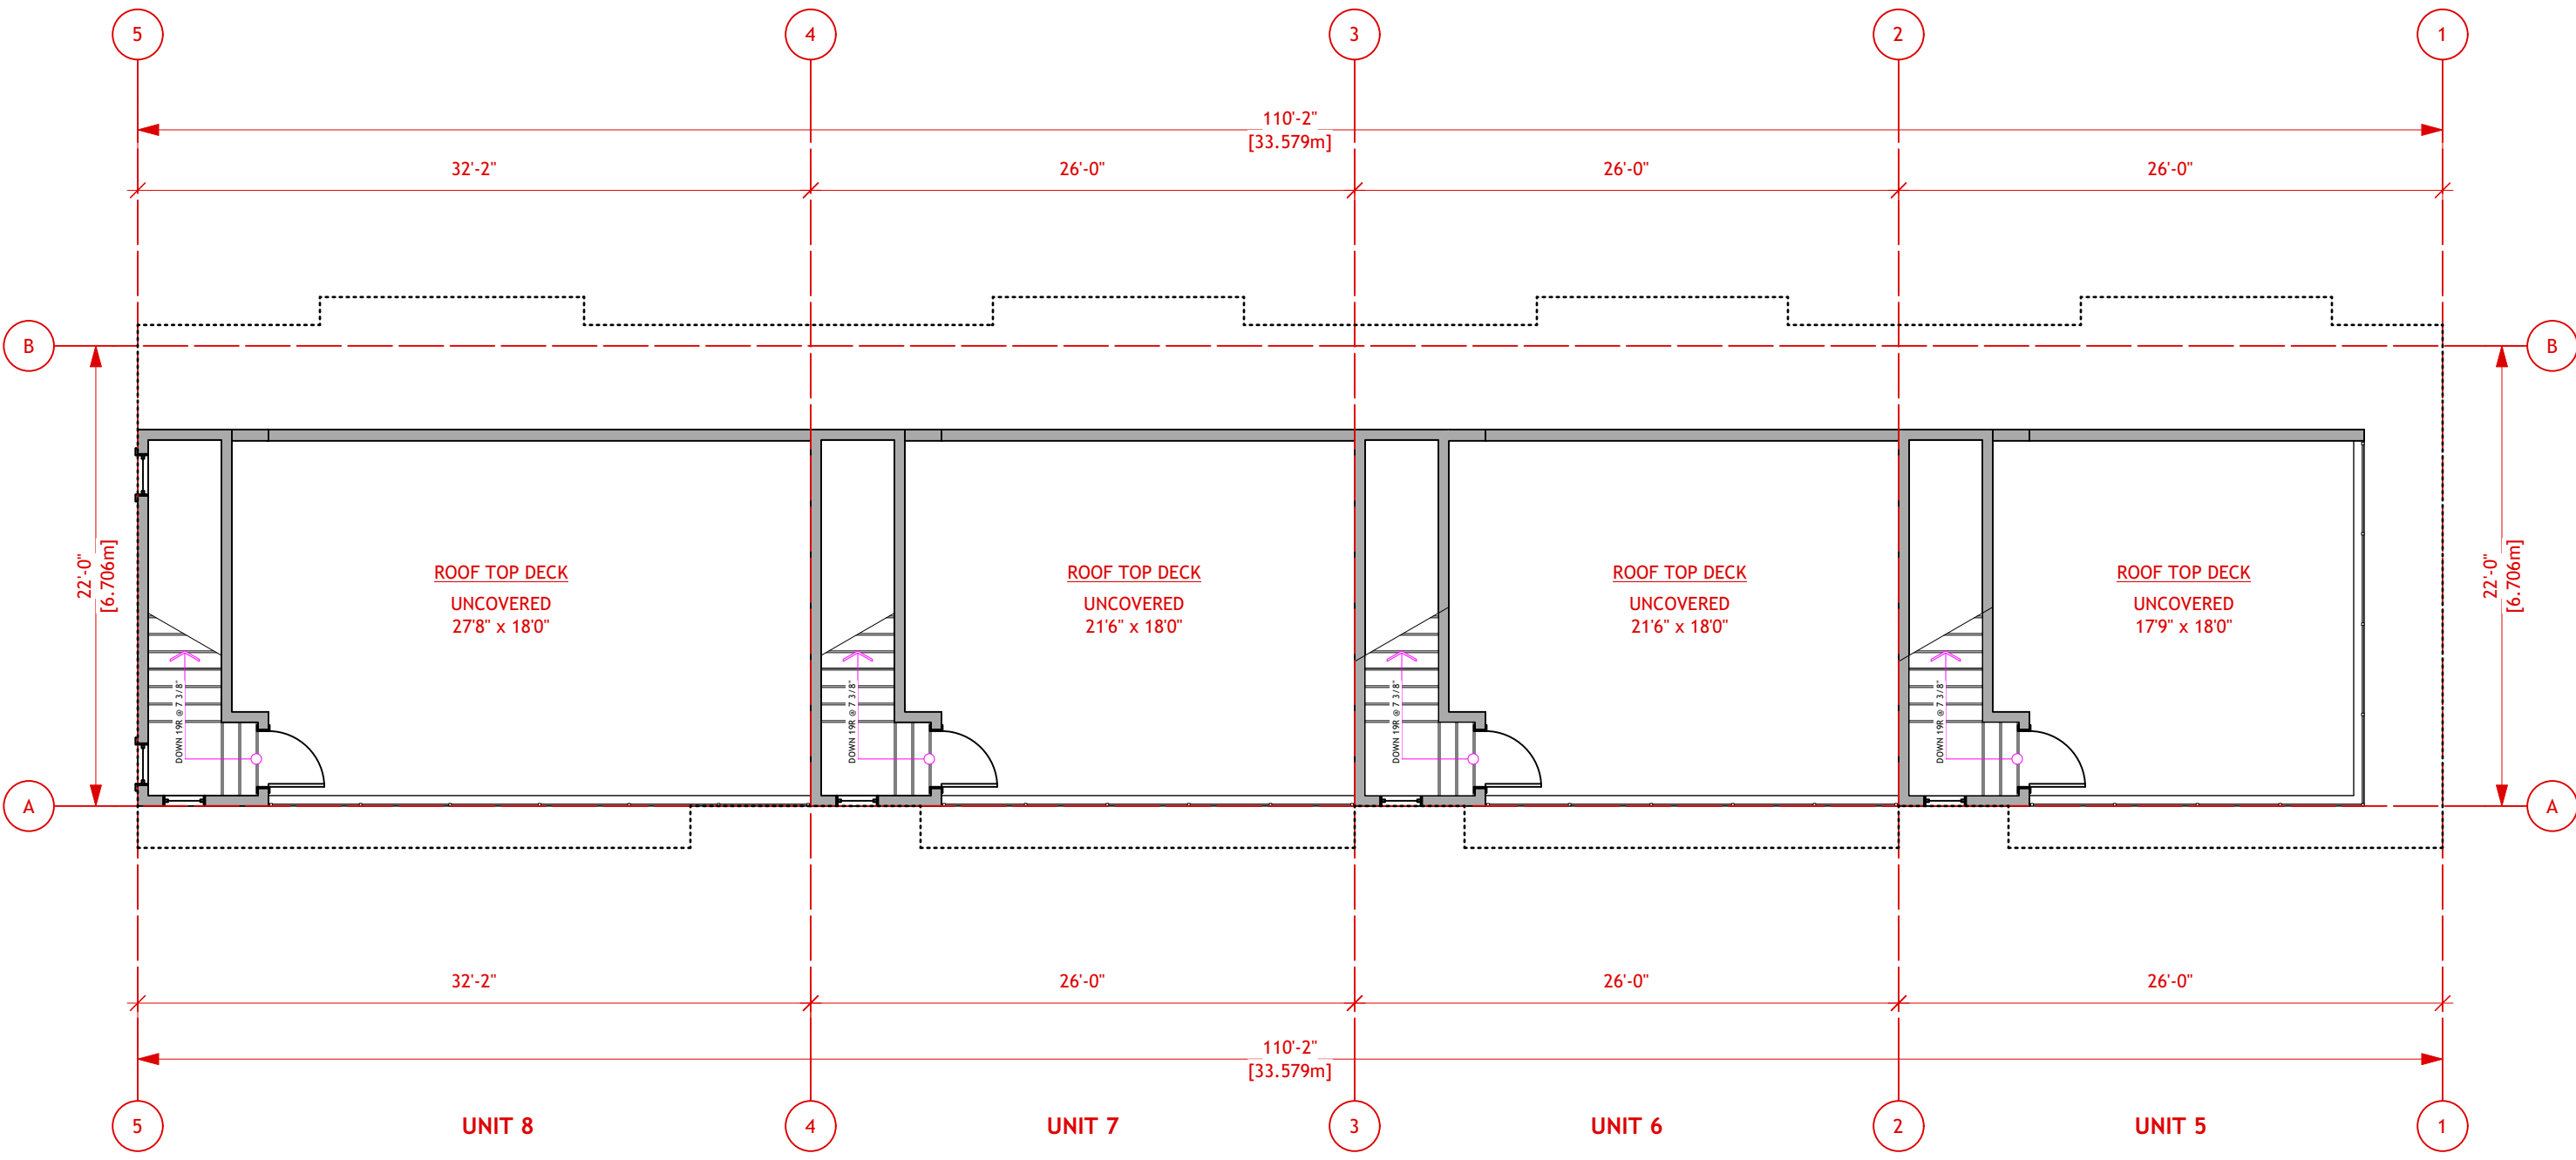 5 4 3 2 1
110'-2"
[33.579m]
32'-2" 26'-0" 26'-0" 26'-0"
B B
22'-0"
[6.706m]
22'-0"
[6.706m]
ROOF TOP DECK
UNCOVERED
27'8" x 18'0"
ROOF TOP DECK
UNCOVERED
21'6" x 18'0"
ROOF TOP DECK
UNCOVERED
21'6" x 18'0"
ROOF TOP DECK
UNCOVERED
17'9" x 18'0"
DOWN 19R @ 7 3/8"
DOWN 19R @ 7 3/8"
DOWN 19R @ 7 3/8"
DOWN 19R @ 7 3/8"
A A
32'-2" 26'-0" 26'-0" 26'-0"
110'-2"
[33.579m]
5 UNIT 8 4 UNIT 7 3 UNIT 6 2 UNIT 5 1